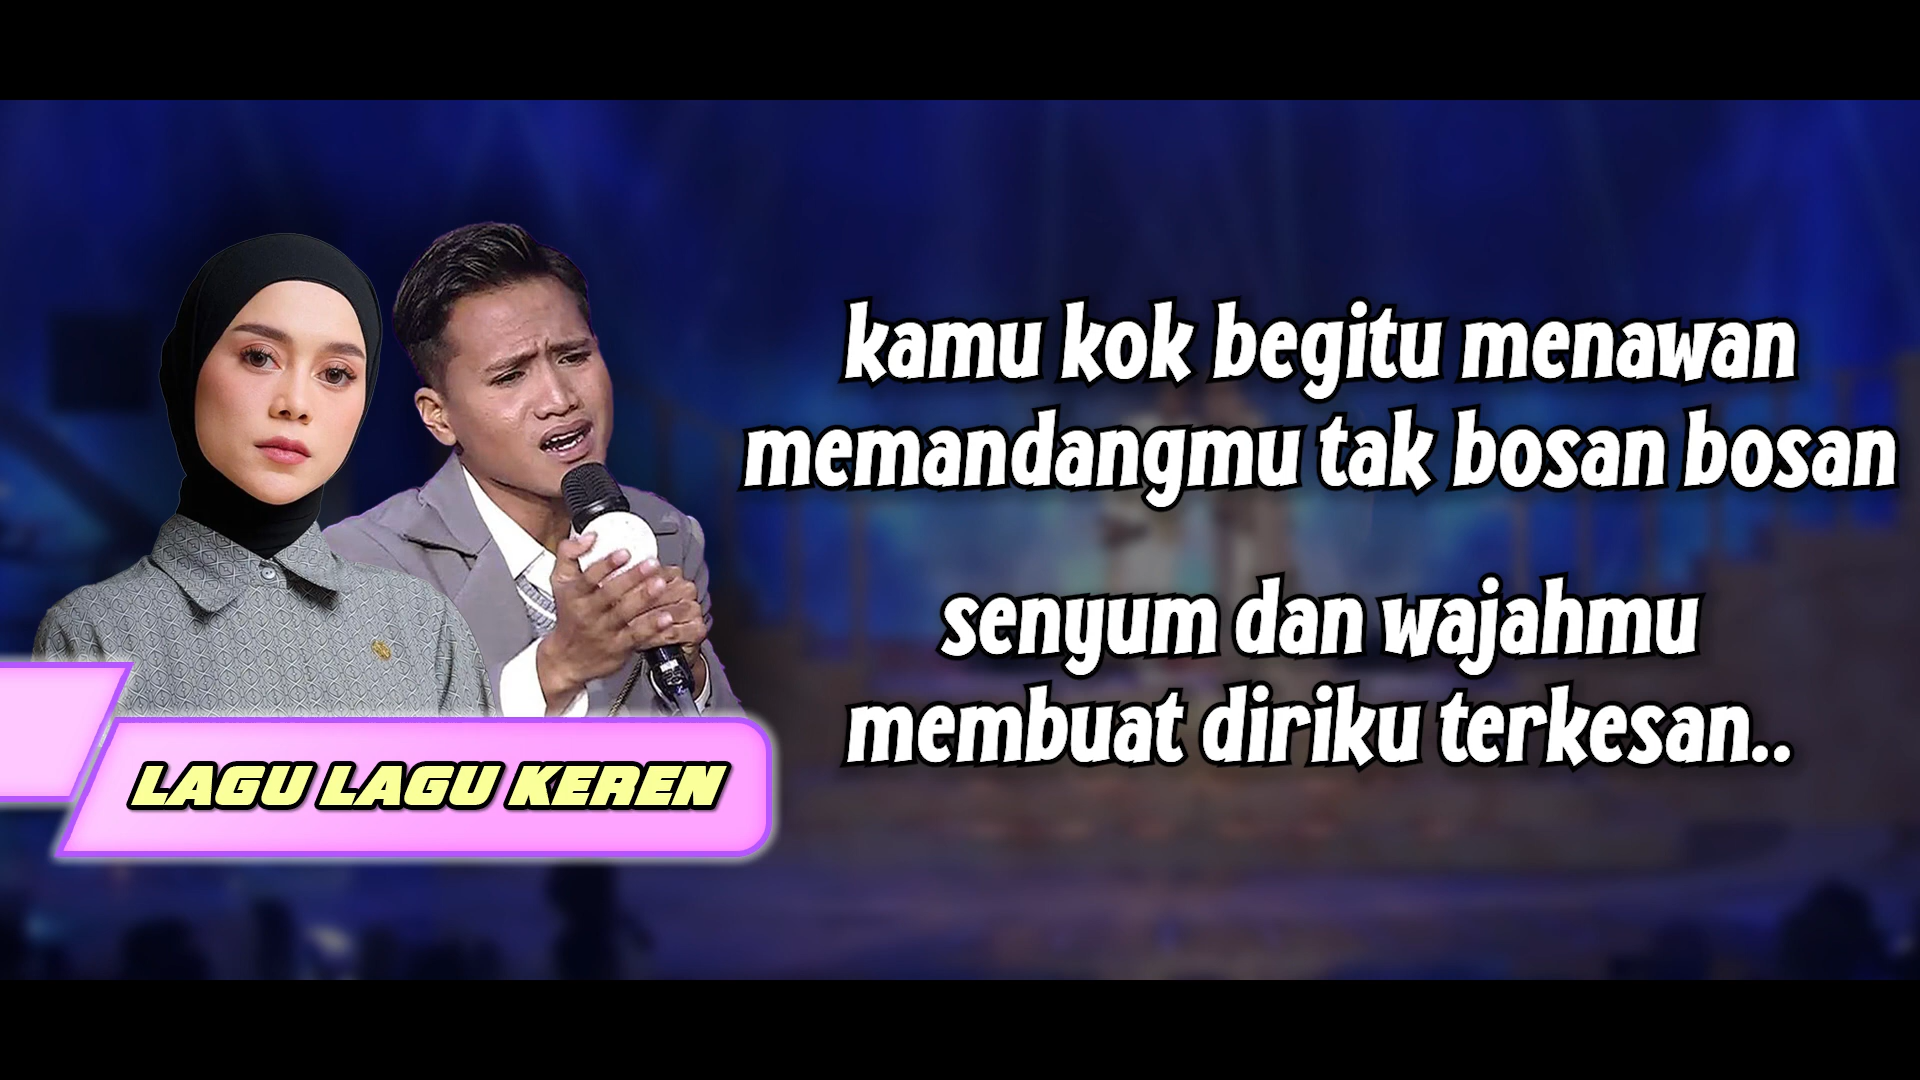 kamu kok begitu menawan
memandangmu tak bosan bosan
senyum dan wajahmu
membuat diriku terkesan..
LAGU LAGU KEREN